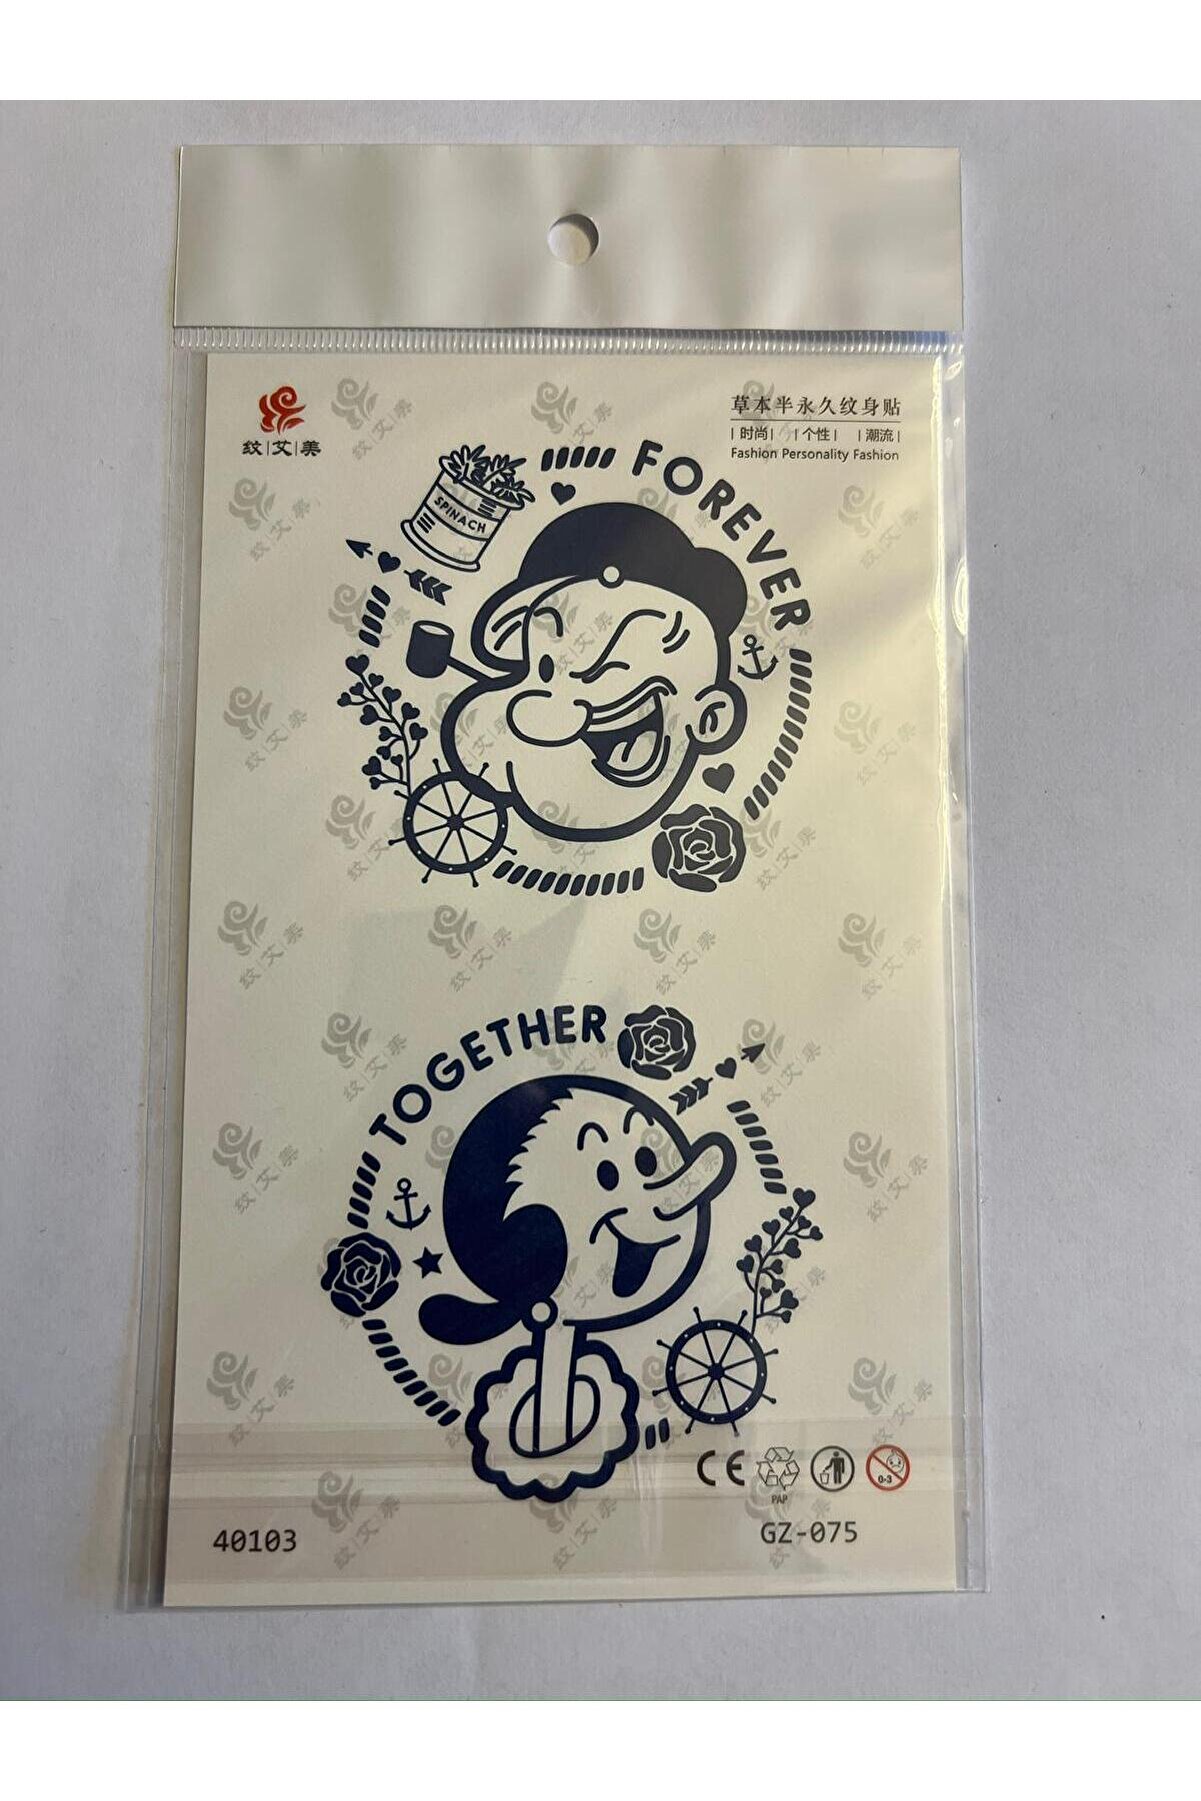 纹|艾|美
草本半永久纹身贴
|时尚| |个性| |潮流|
Fashion Personality Fashion
FOREVER
SPINACH
TOGETHER
CE
PAP
0-3
40103
GZ-075